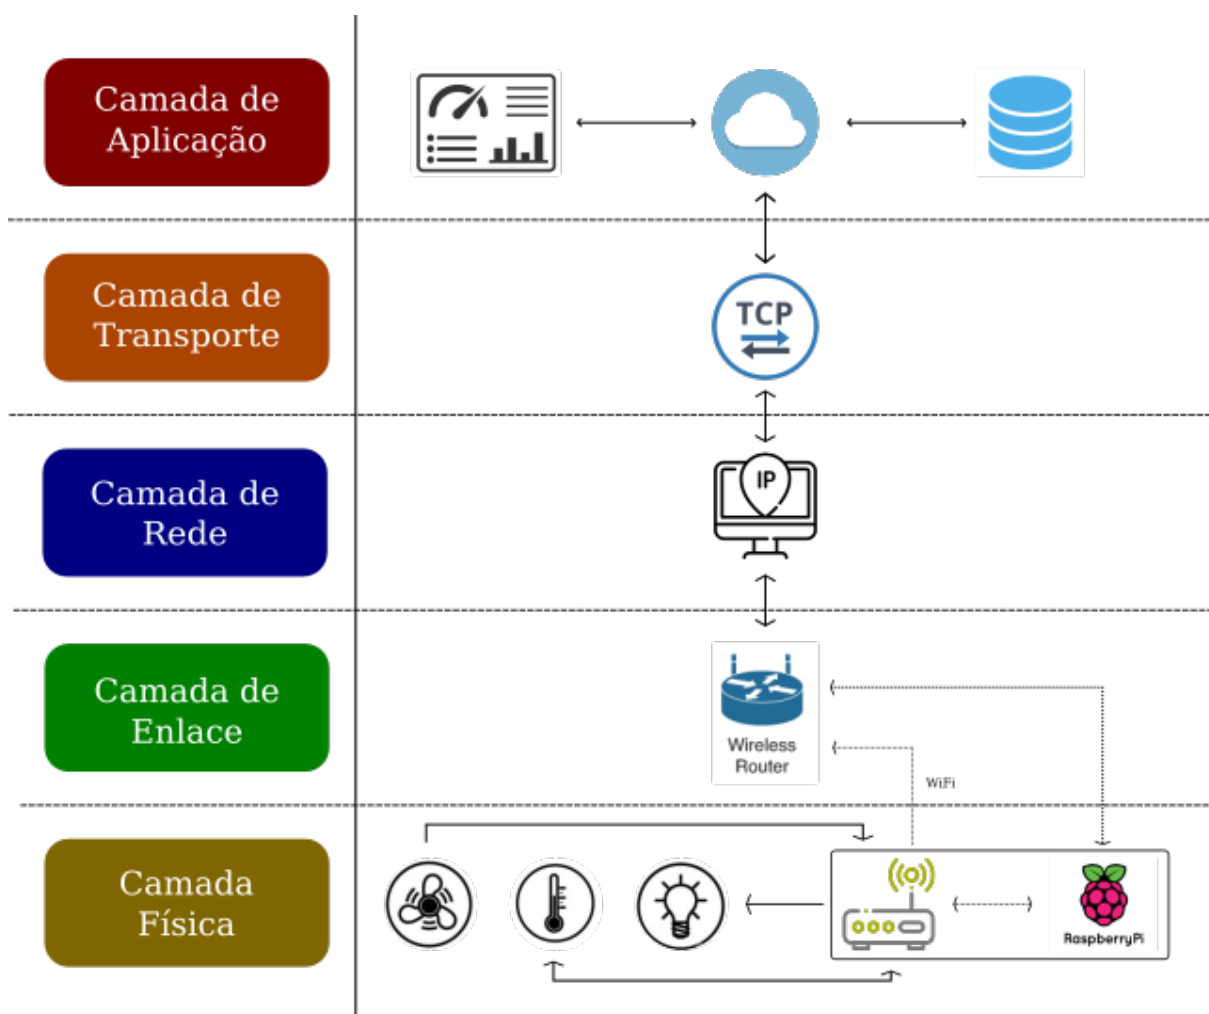 Camada de
Aplicação
Camada de
Transporte
TCP
Camada de
Rede
IP
Camada de
Enlace
Wireless
Router
WiFi
Camada
Física
RaspberryPi